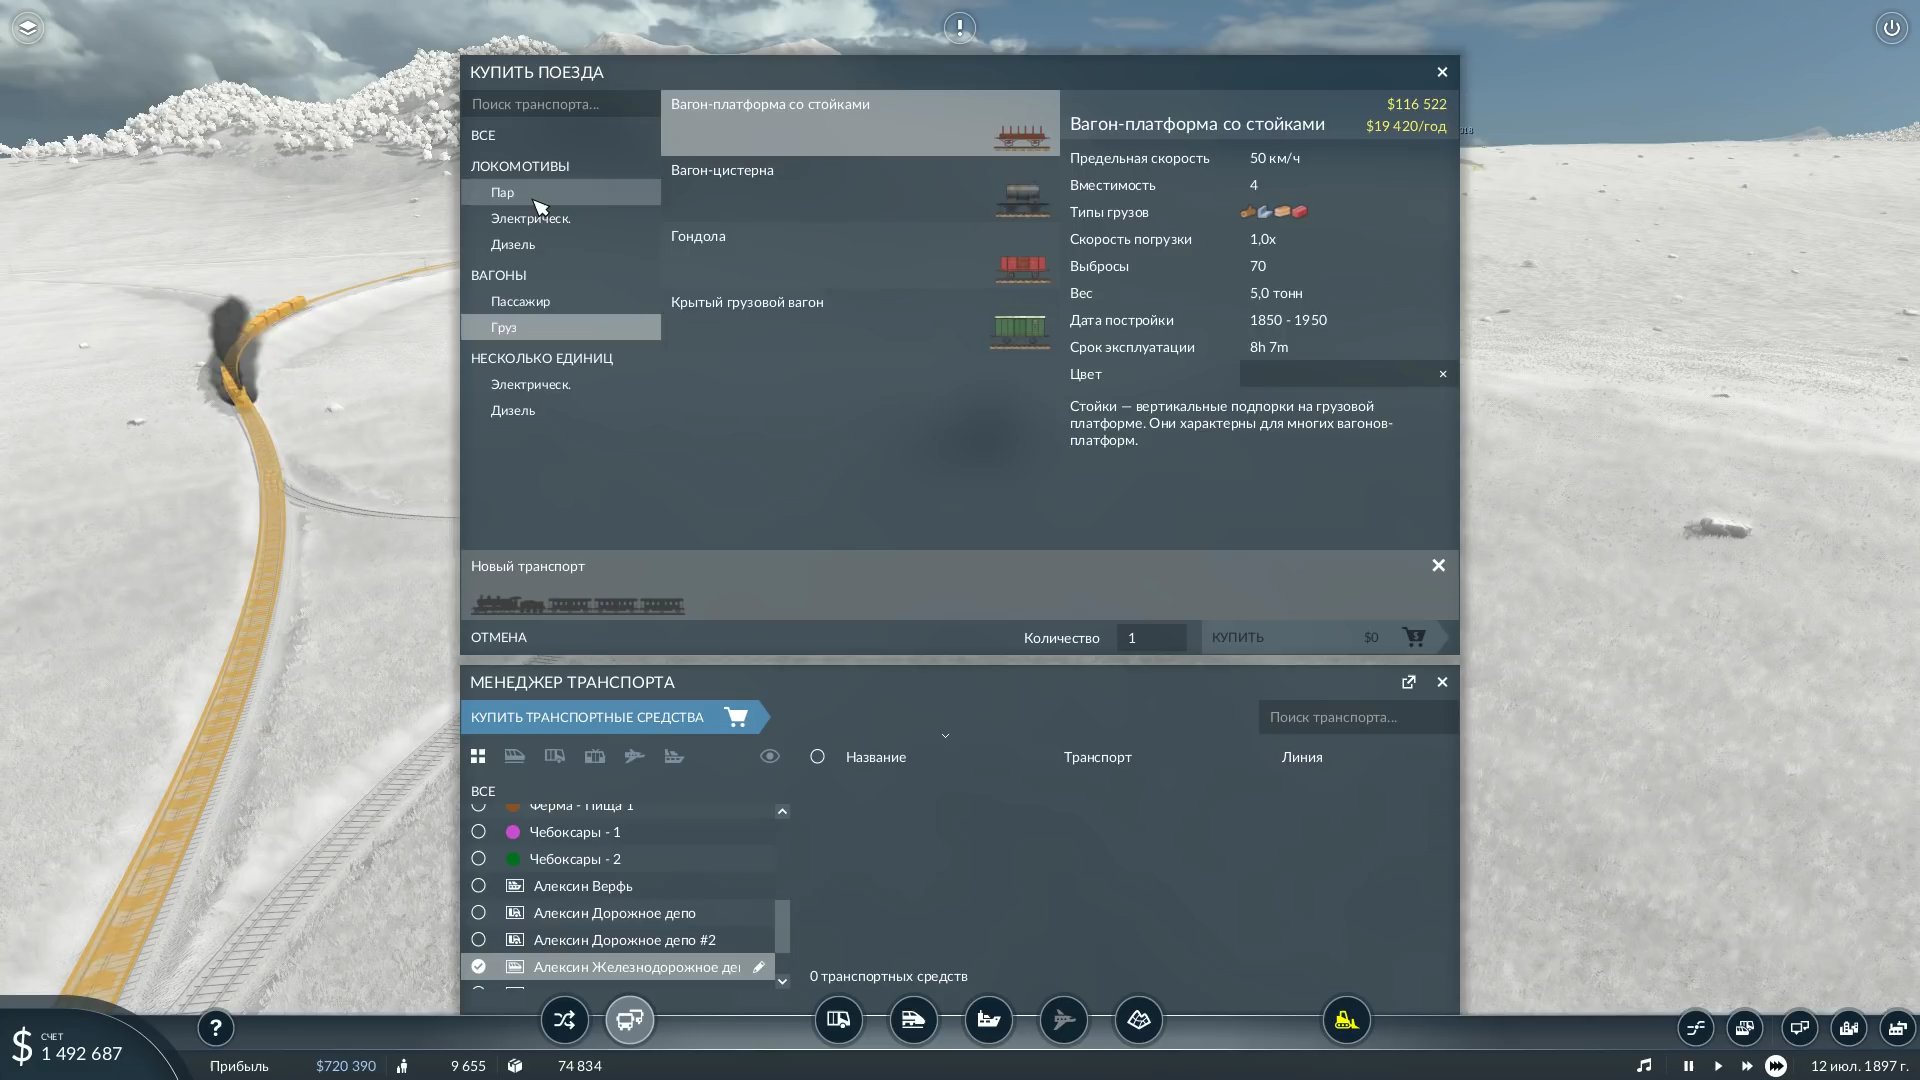 КУПИТЬ ПОЕЗДА
Поиск транспорта...
ВСЕ
ЛОКОМОТИВЫ
Пар
Электрическ.
Дизель
ВАГОНЫ
Пассажир
Груз
НЕСКОЛЬКО ЕДИНИЦ
Электрическ.
Дизель
Вагон-платформа со стойками
Вагон-цистерна
Гондола
Крытый грузовой вагон
$116 522
Вагон-платформа со стойками $19 420/год
Предельная скорость 50 км/ч
Вместимость 4
Типы грузов
Скорость погрузки 1,0x
Выбросы 70
Вес 5,0 тонн
Дата постройки 1850 - 1950
Срок эксплуатации 8h 7m
Цвет
Стойки — вертикальные подпорки на грузовой
платформе. Они характерны для многих вагонов-
платформ.
Новый транспорт
ОТМЕНА Количество 1 КУПИТЬ $0
МЕНЕДЖЕР ТРАНСПОРТА
КУПИТЬ ТРАНСПОРТНЫЕ СРЕДСТВА
Поиск транспорта...
Название Транспорт Линия
ВСЕ
Ферма - Пища 1
Чебоксары - 1
Чебоксары - 2
Алексин Верфь
Алексин Дорожное депо
Алексин Дорожное депо #2
Алексин Железнодорожное де
0 транспортных средств
СЧЕТ
$ 1 492 687
?
Прибыль $720 390 9 655 74 834
12 июл. 1897 г.